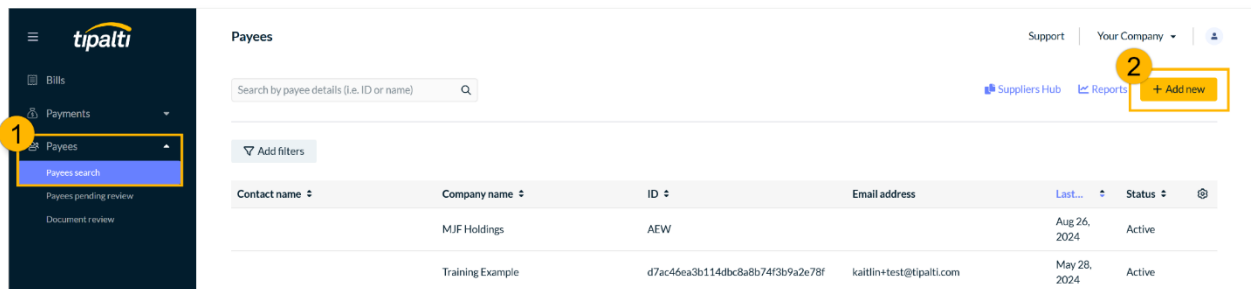 tipalti
Payees
Support
Your Company
2
Bills
Search by payee details (i.e. ID or name)
Suppliers Hub
Reports
+ Add new
Payments
1
Payees
Add filters
Payees search
Payees pending review
Document review
Contact name
Company name
ID
Email address
Last...
Status
MJF Holdings
AEW
Aug 26,
2024
Active
Training Example
d7ac46ea3b114dbc8a8b74f3b9a2e78f
kaitlin+test@tipalti.com
May 28,
2024
Active